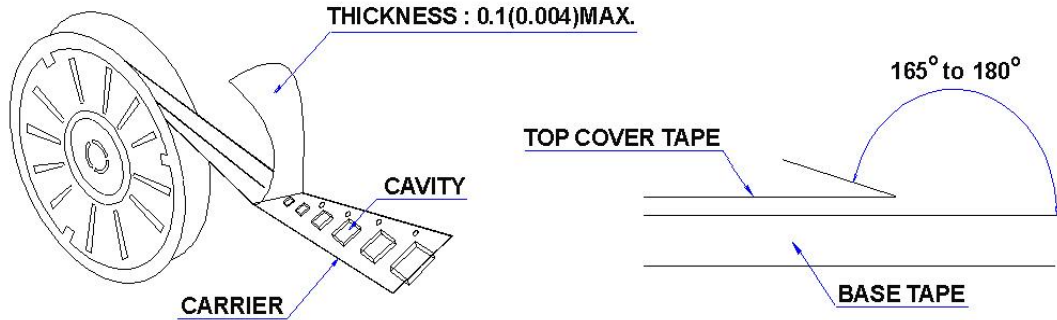 THICKNESS : 0.1(0.004)MAX.
165° to 180°
TOP COVER TAPE
CAVITY
CARRIER
BASE TAPE